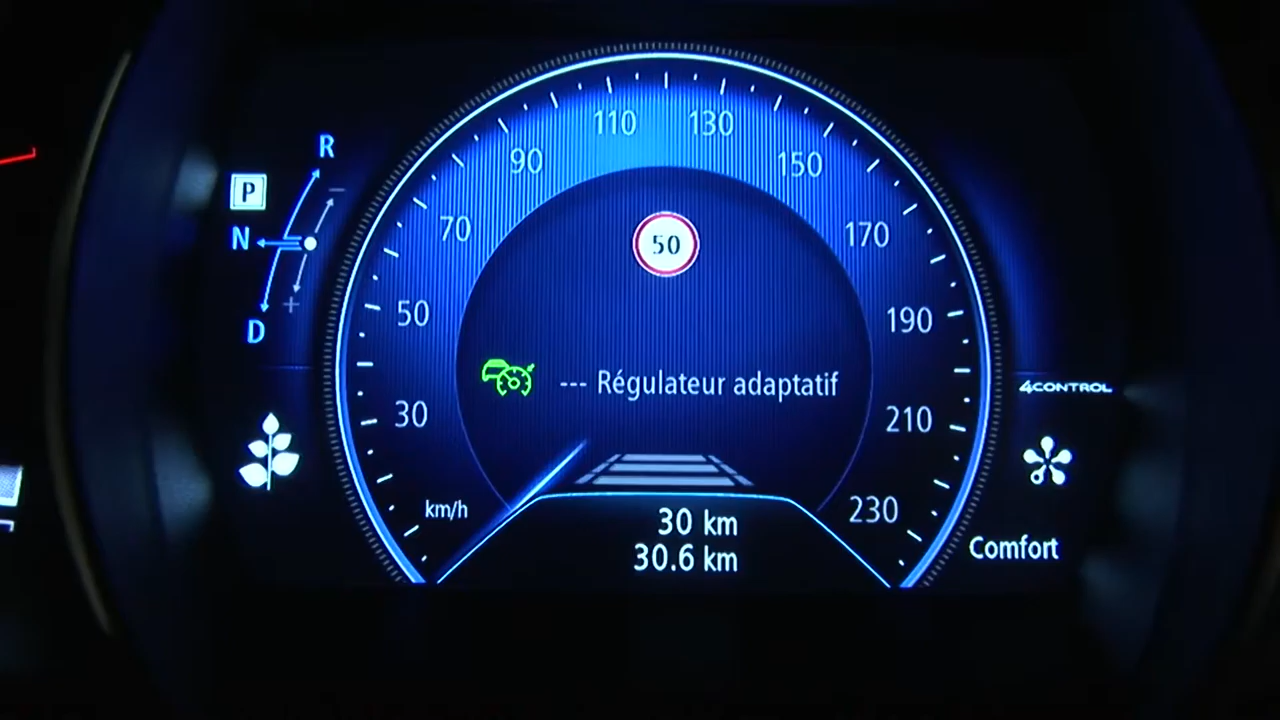 R
P
N
D
30
50
70
90
110
130
150
170
190
210
230
km/h
50
--- Régulateur adaptatif
30 km
30.6 km
4CONTROL
Comfort